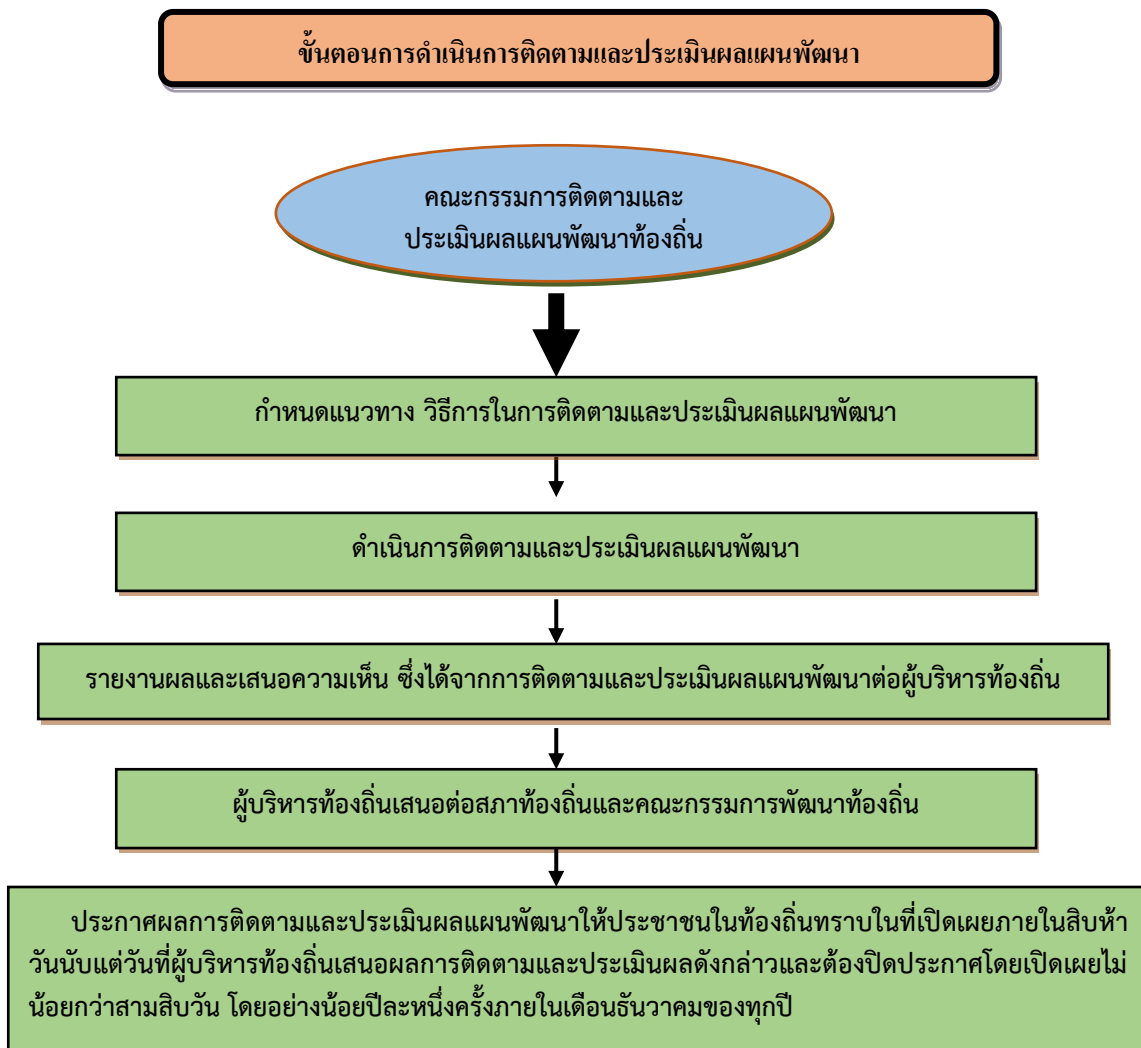 ขั้นตอนการดำเนินการติดตามและประเมินผลแผนพัฒนา
คณะกรรมการติดตามและ
ประเมินผลแผนพัฒนาท้องถิ่น
กำหนดแนวทาง วิธีการในการติดตามและประเมินผลแผนพัฒนา
ดำเนินการติดตามและประเมินผลแผนพัฒนา
รายงานผลและเสนอความเห็น ซึ่งได้จากการติดตามและประเมินผลแผนพัฒนาต่อผู้บริหารท้องถิ่น
ผู้บริหารท้องถิ่นเสนอต่อสภาท้องถิ่นและคณะกรรมการพัฒนาท้องถิ่น
ประกาศผลการติดตามและประเมินผลแผนพัฒนาให้ประชาชนในท้องถิ่นทราบในที่เปิดเผยภายในสิบห้า
วันนับแต่วันที่ผู้บริหารท้องถิ่นเสนอผลการติดตามและประเมินผลดังกล่าวและต้องปิดประกาศโดยเปิดเผยไม่
น้อยกว่าสามสิบวัน โดยอย่างน้อยปีละหนึ่งครั้งภายในเดือนธันวาคมของทุกปี